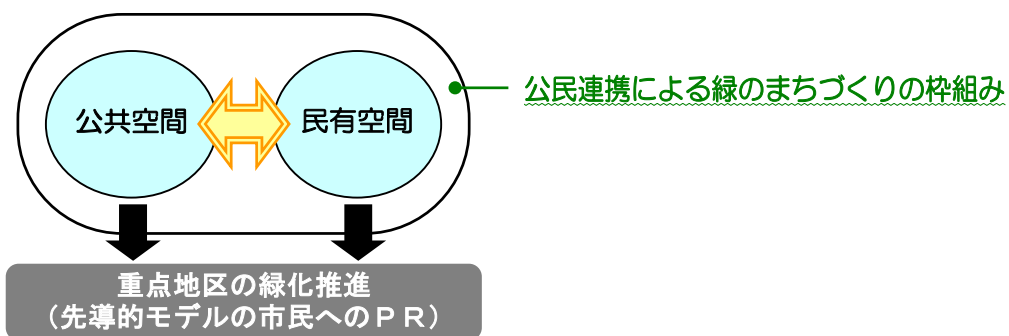 公共空間
民有空間
公民連携による緑のまちづくりの枠組み
重点地区の緑化推進
（先導的モデルの市民へのＰＲ）